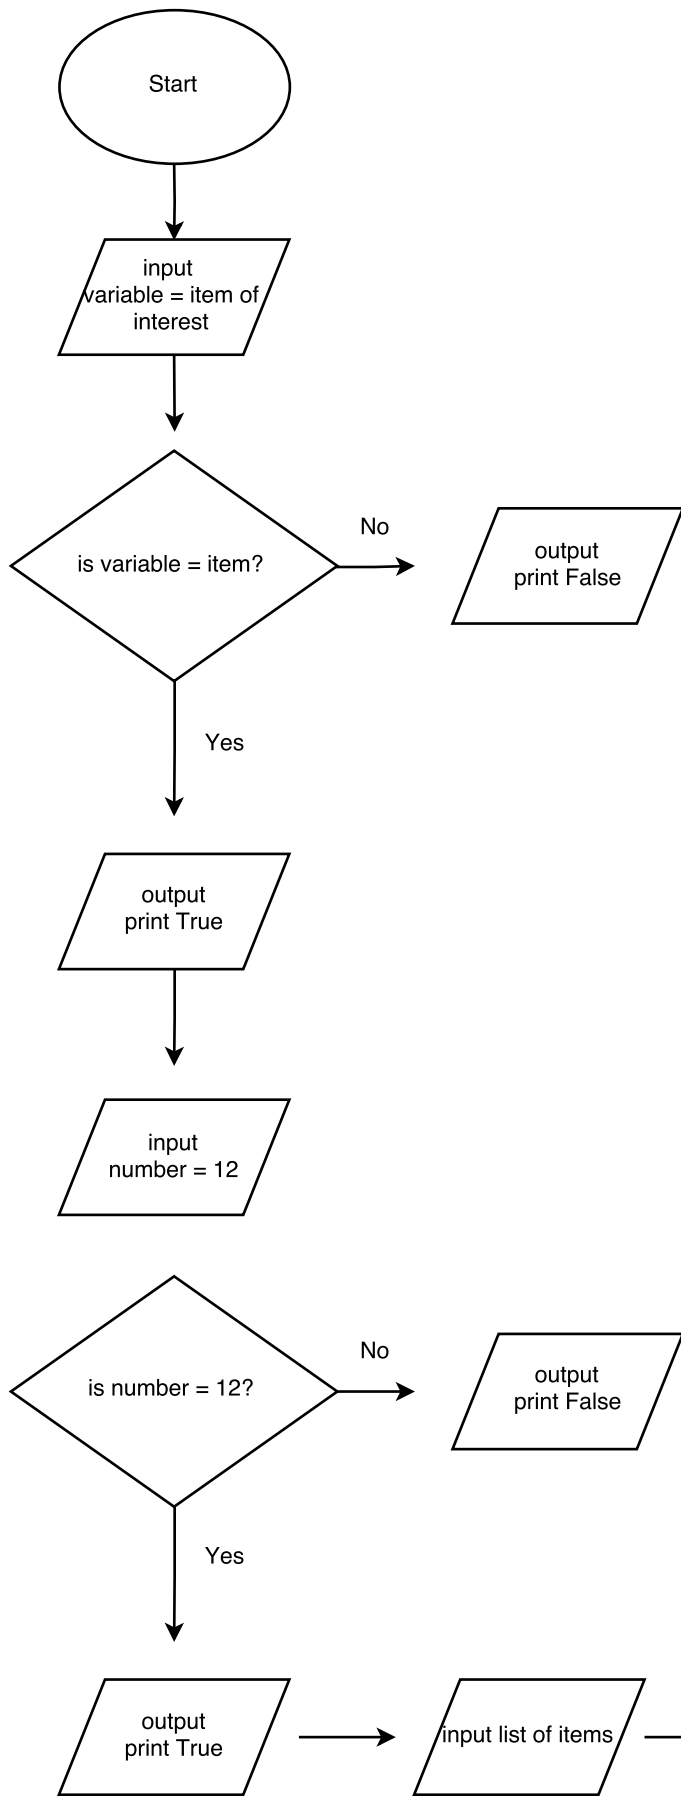 Start
input
variable = item of
interest
is variable = item?
No
output
print False
Yes
output
print True
input
number = 12
is number = 12?
No
output
print False
Yes
output
print True
input list of items